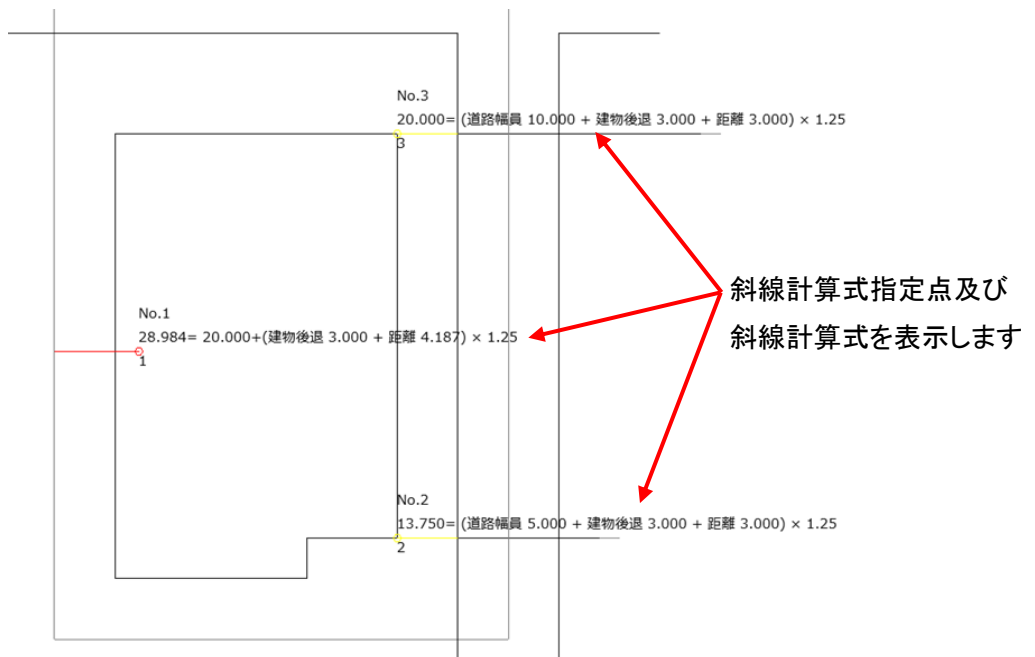 No.3
20.000= (道路幅員 10.000 + 建物後退 3.000 + 距離 3.000) × 1.25
3
斜線計算式指定点及び
斜線計算式を表示します
No.1
28.984= 20.000+(建物後退 3.000 + 距離 4.187) × 1.25
1
No.2
13.750= (道路幅員 5.000 + 建物後退 3.000 + 距離 3.000) × 1.25
2